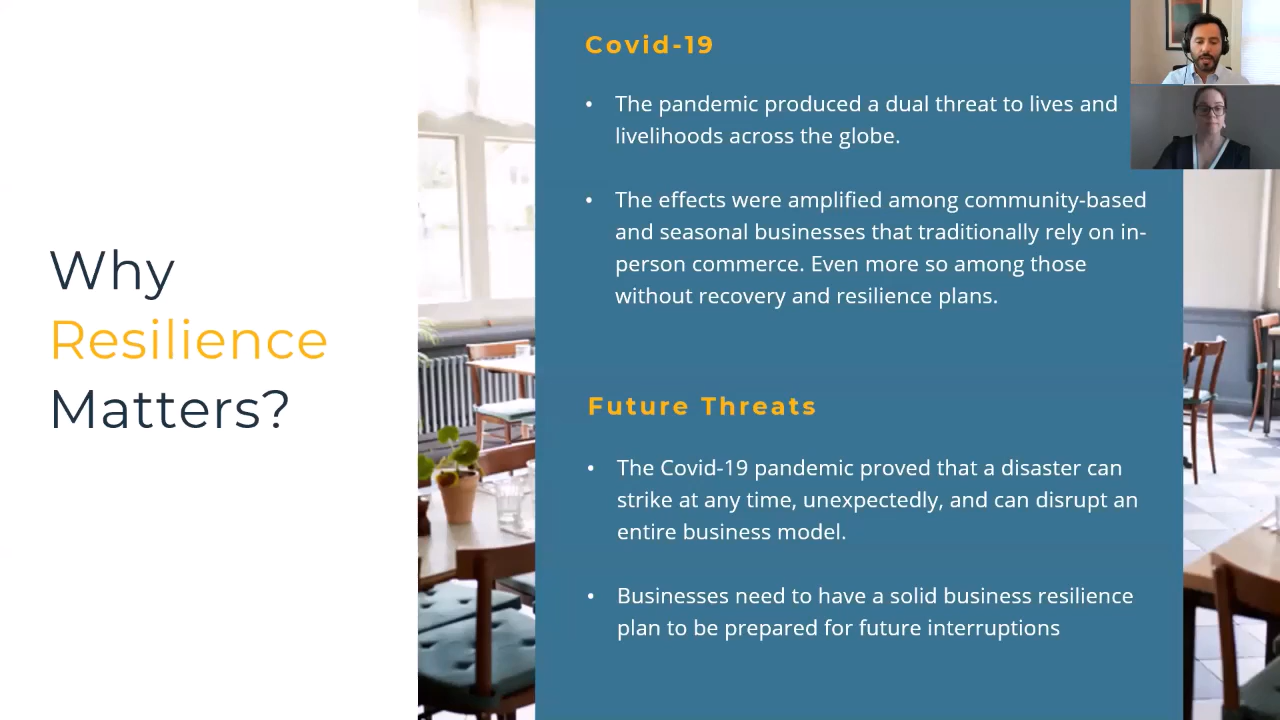 Why
Resilience
Matters?
Covid-19
• The pandemic produced a dual threat to lives and
livelihoods across the globe.
• The effects were amplified among community-based
and seasonal businesses that traditionally rely on in-
person commerce. Even more so among those
without recovery and resilience plans.
Future Threats
• The Covid-19 pandemic proved that a disaster can
strike at any time, unexpectedly, and can disrupt an
entire business model.
• Businesses need to have a solid business resilience
plan to be prepared for future interruptions